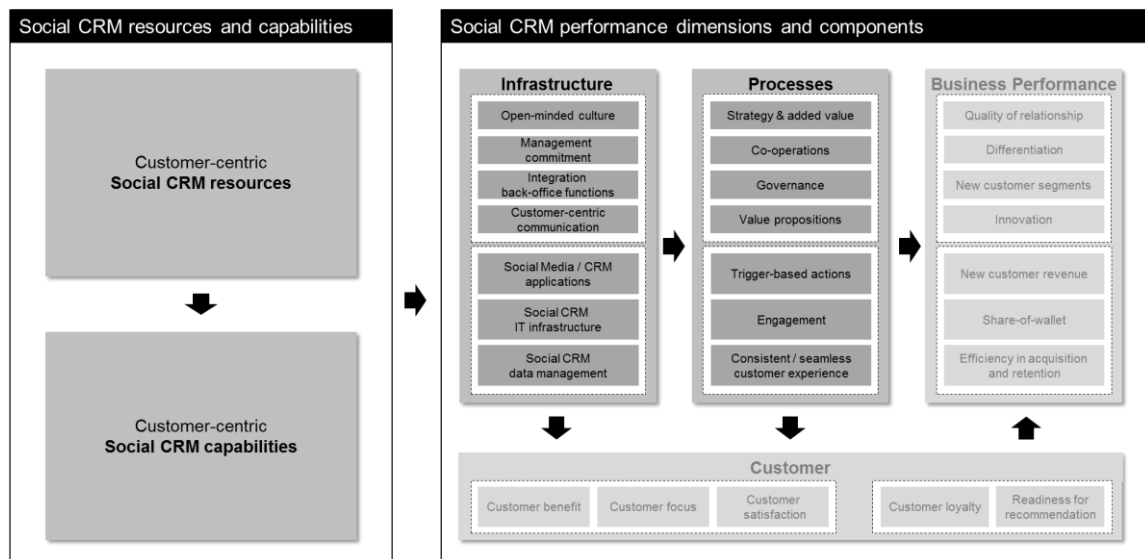 Social CRM resources and capabilities
Customer-centric
Social CRM resources
Customer-centric
Social CRM capabilities
Social CRM performance dimensions and components
Infrastructure
Open-minded culture
Management
commitment
Integration
back-office functions
Customer-centric
communication
Social Media / CRM
applications
Social CRM
IT infrastructure
Social CRM
data management
Processes
Strategy & added value
Co-operations
Governance
Value propositions
Trigger-based actions
Engagement
Consistent / seamless
customer experience
Business Performance
Quality of relationship
Differentiation
New customer segments
Innovation
New customer revenue
Share-of-wallet
Efficiency in acquisition
and retention
Customer
Customer benefit
Customer focus
Customer
satisfaction
Customer loyalty
Readiness for
recommendation